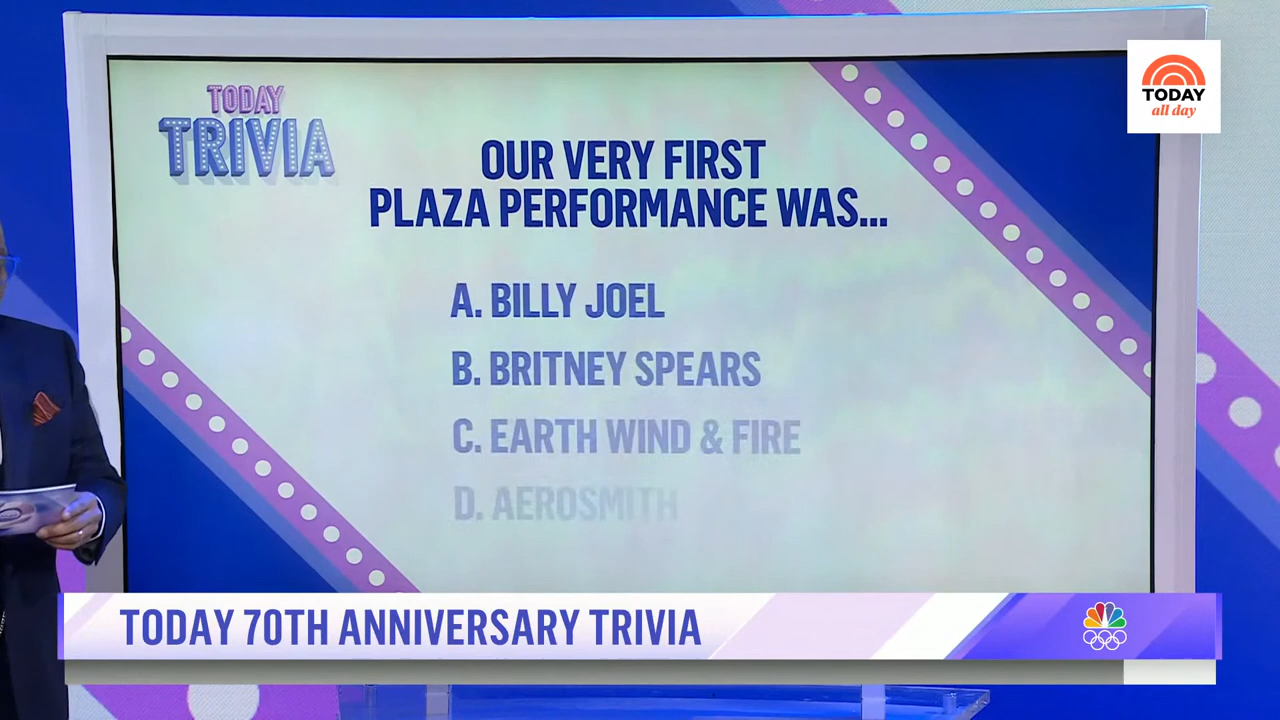 TODAY
all day
TODAY
TRIVIA
OUR VERY FIRST
PLAZA PERFORMANCE WAS...
A. BILLY JOEL
B. BRITNEY SPEARS
C. EARTH WIND & FIRE
D. AEROSMITH
TODAY 70TH ANNIVERSARY TRIVIA